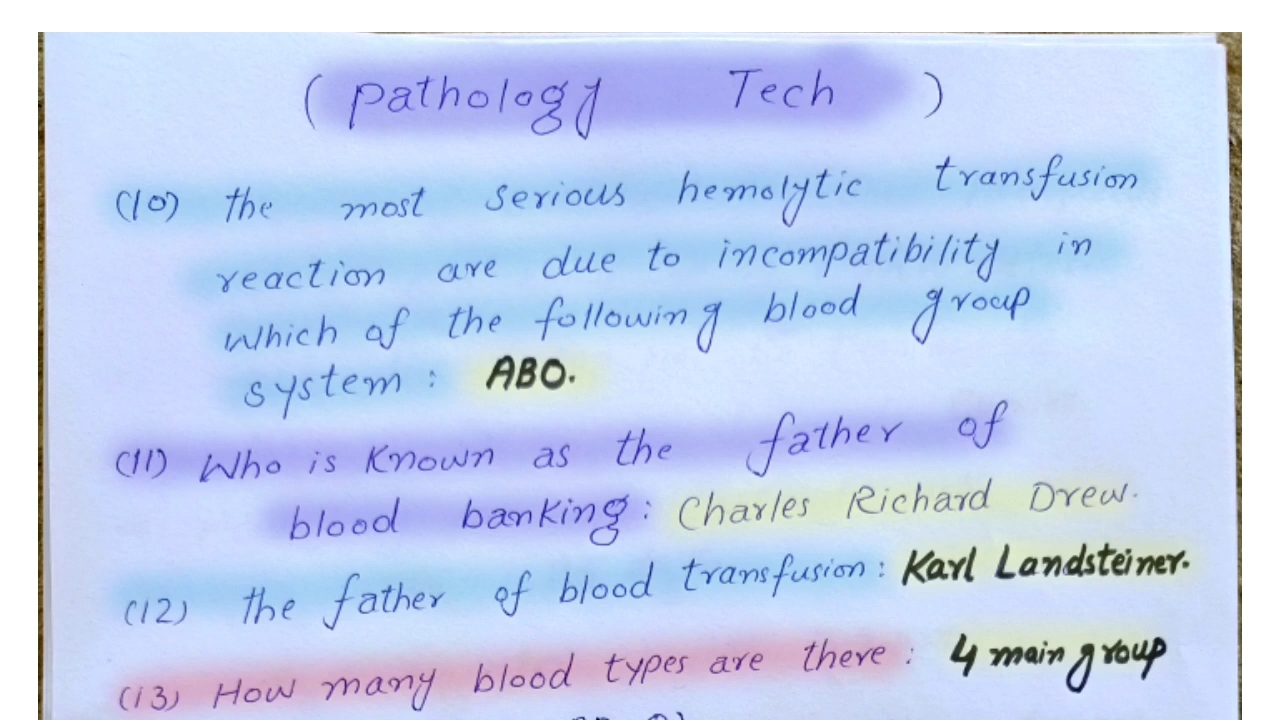 ( Pathology Tech )
(10) the most serious hemolytic transfusion
reaction are due to incompatibility in
which of the following blood group
system : ABO.
(11) Who is Known as the father of
blood banking : Charles Richard Drew.
(12) the father of blood transfusion : Karl Landsteiner.
(13) How many blood types are there : 4 main group